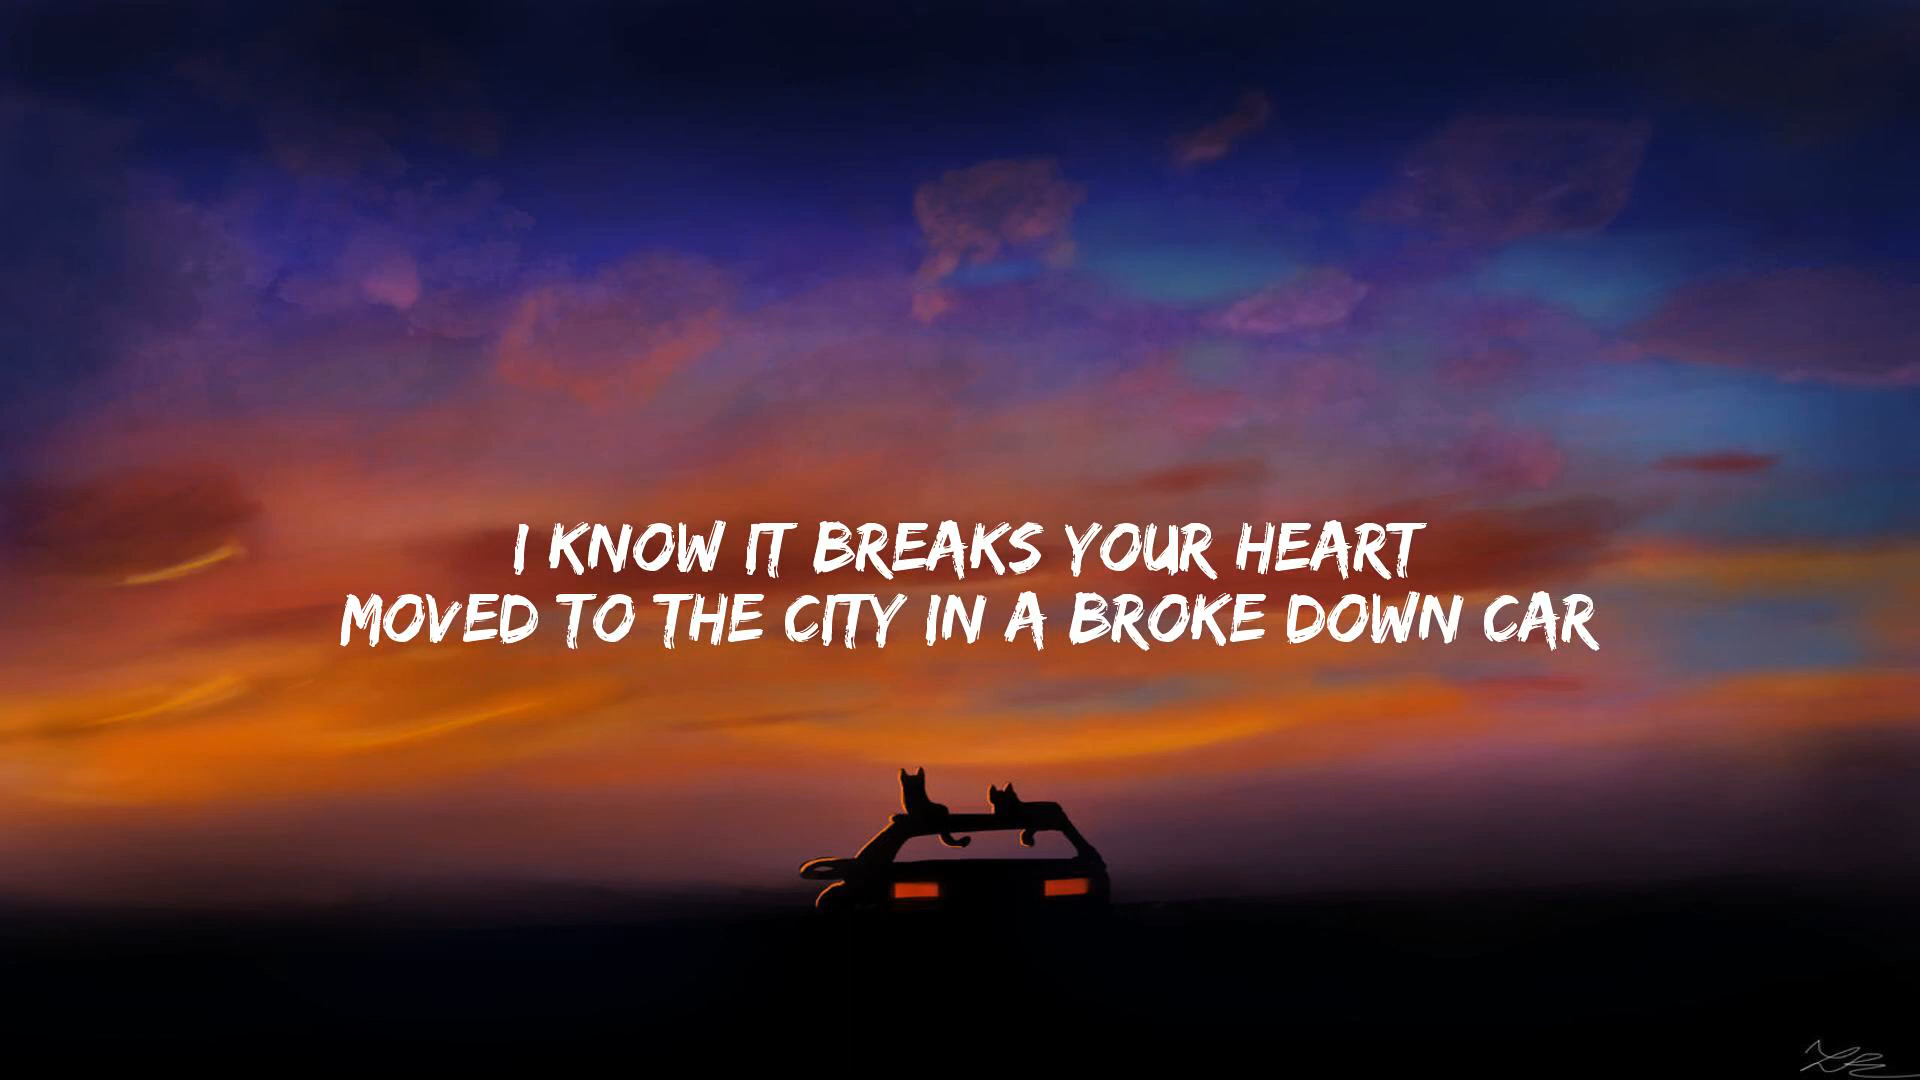 I KNOW IT BREAKS YOUR HEART
MOVED TO THE CITY IN A BROKE DOWN CAR